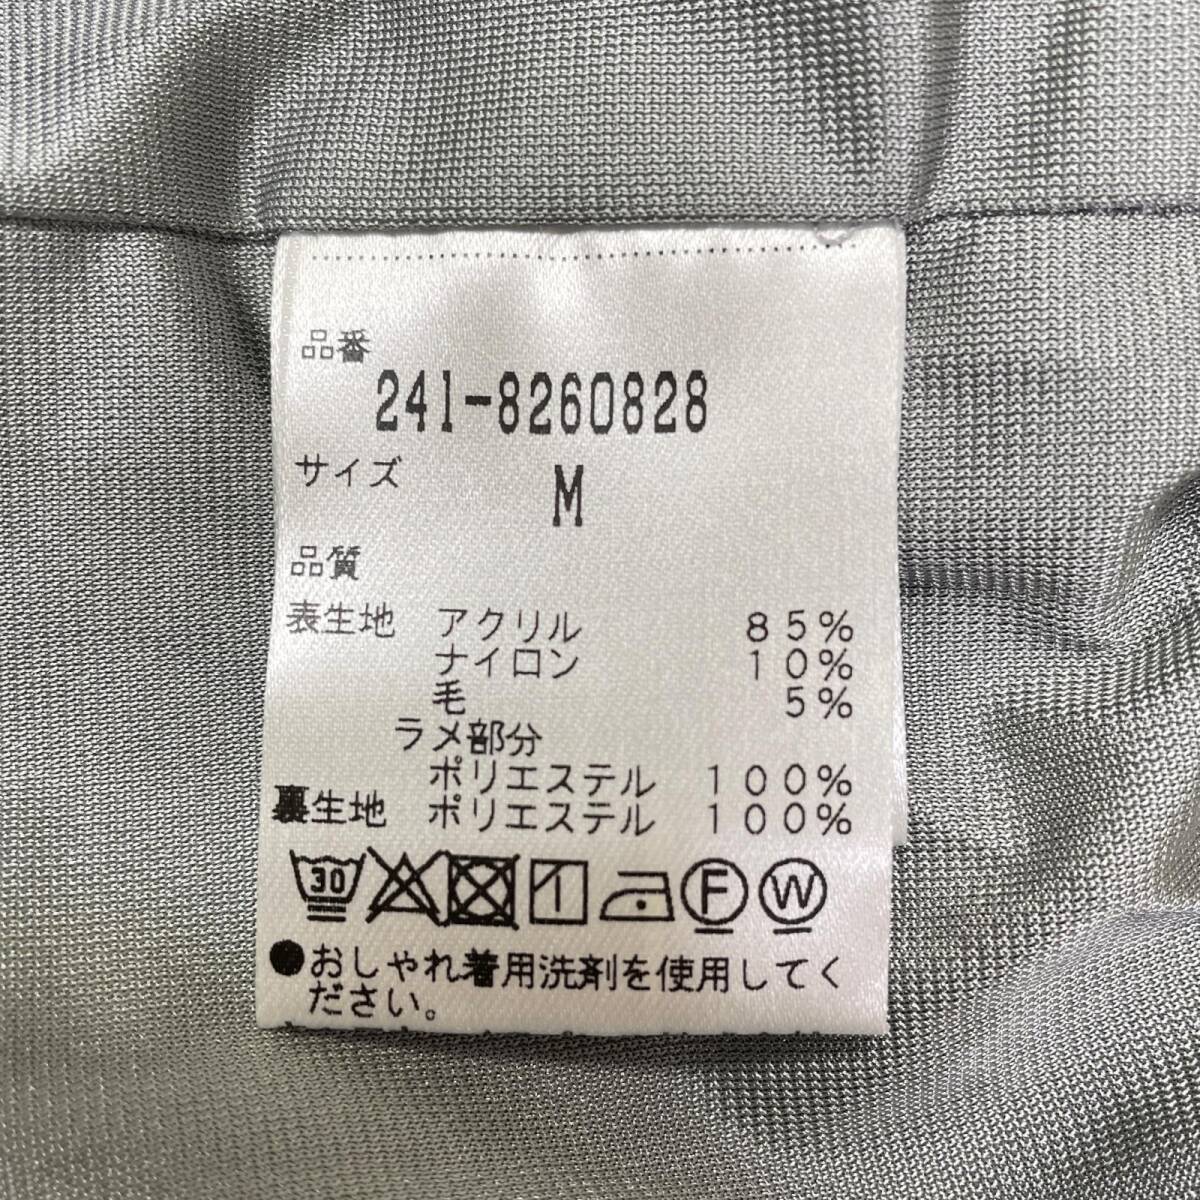 品番
241-8260828
サイズ
M
品質
表生地 アクリル 85%
ナイロン 10%
毛 5%
ラメ部分
ポリエステル 100%
裏生地 ポリエステル 100%
30 F W
●おしゃれ着用洗剤を使用してく
ださい。